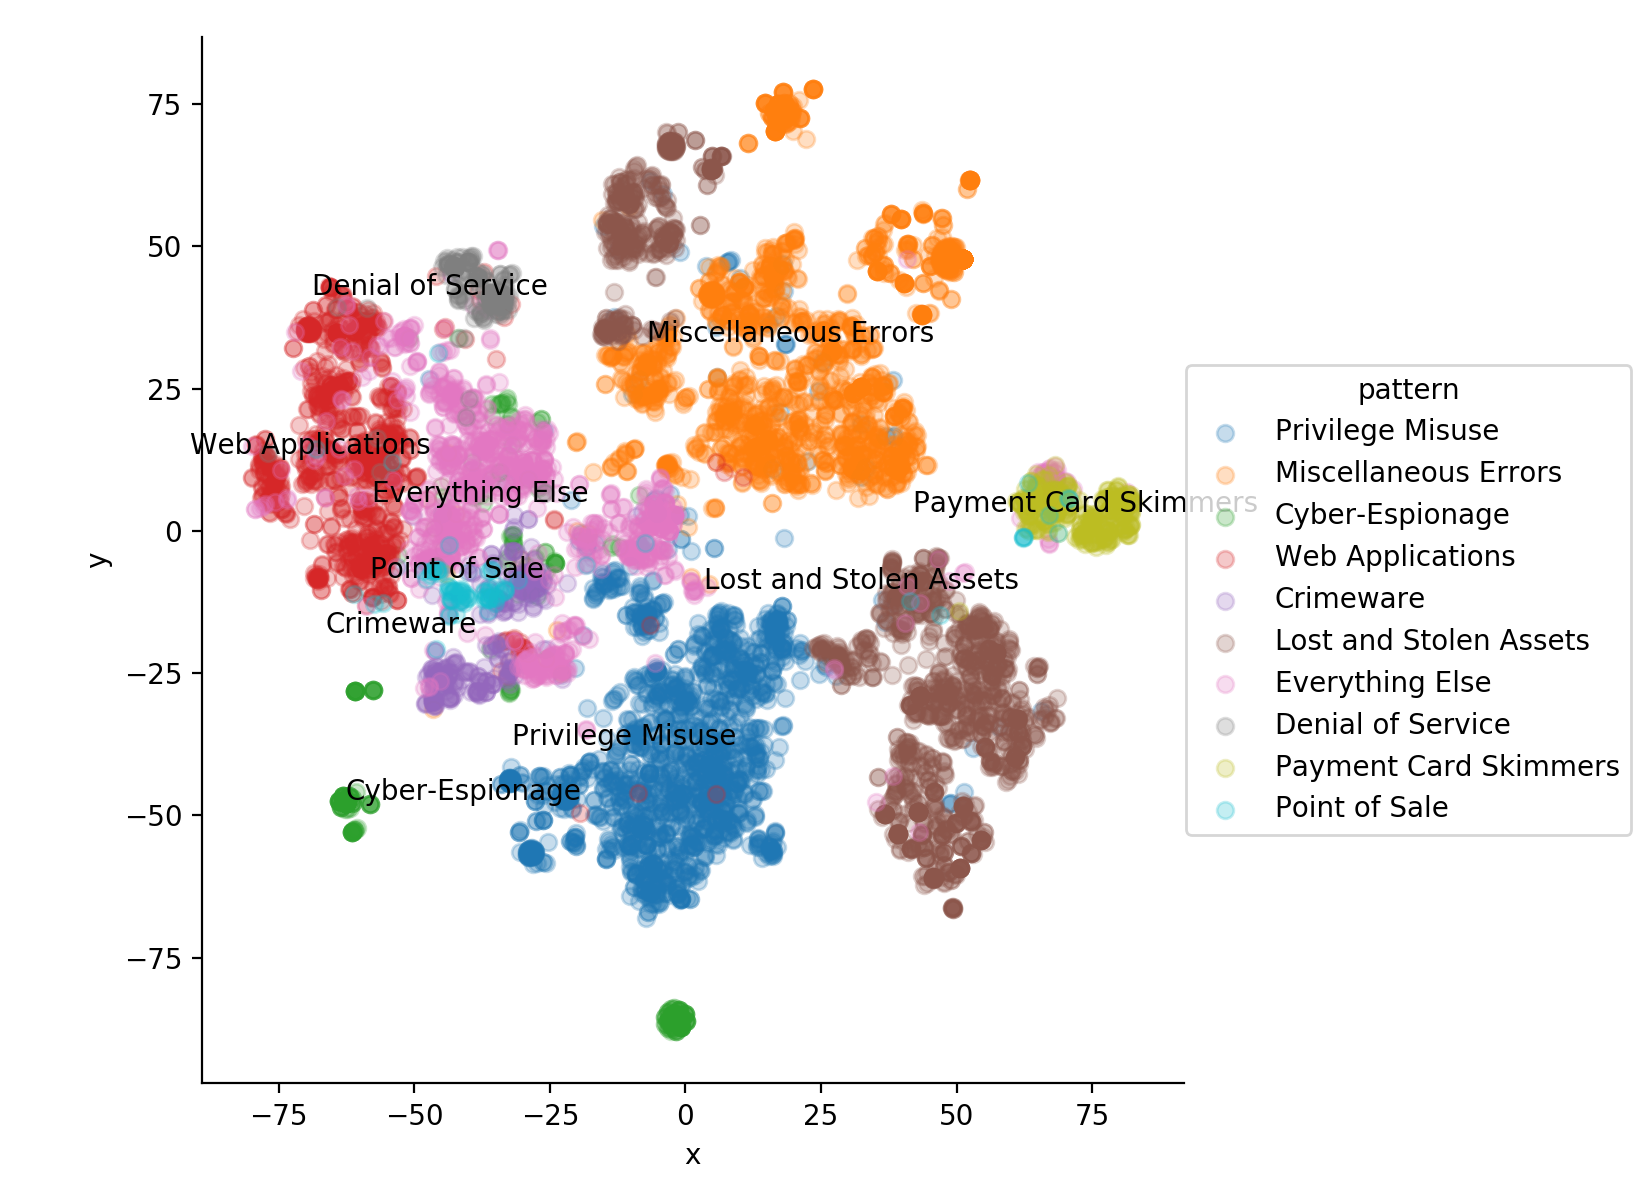 75
50
25
0
−25
−50
−75
y
−75
−50
−25
0
25
50
75
x
Denial of Service
Miscellaneous Errors
Web Applications
Everything Else
Payment Card Skimmers
Point of Sale
Lost and Stolen Assets
Crimeware
Privilege Misuse
Cyber-Espionage
pattern
Privilege Misuse
Miscellaneous Errors
Cyber-Espionage
Web Applications
Crimeware
Lost and Stolen Assets
Everything Else
Denial of Service
Payment Card Skimmers
Point of Sale